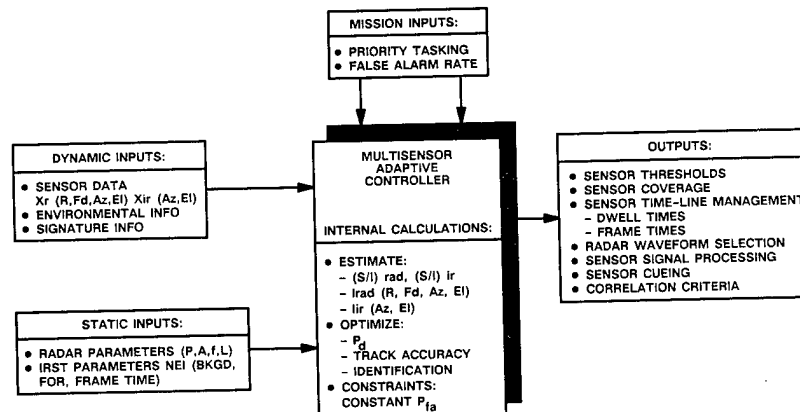 MISSION INPUTS:
● PRIORITY TASKING
● FALSE ALARM RATE
DYNAMIC INPUTS:
● SENSOR DATA
Xr (R,Fd,Az,El) Xir (Az,El)
● ENVIRONMENTAL INFO
● SIGNATURE INFO
STATIC INPUTS:
● RADAR PARAMETERS (P,A,f,L)
● IRST PARAMETERS NEI (BKGD,
FOR, FRAME TIME)
MULTISENSOR
ADAPTIVE
CONTROLLER
INTERNAL CALCULATIONS:
● ESTIMATE:
– (S/I) rad, (S/I) ir
– Irad (R, Fd, Az, El)
– Iir (Az, El)
● OPTIMIZE:
– Pd
– TRACK ACCURACY
– IDENTIFICATION
● CONSTRAINTS:
CONSTANT Pfa
OUTPUTS:
● SENSOR THRESHOLDS
● SENSOR COVERAGE
● SENSOR TIME-LINE MANAGEMENT
– DWELL TIMES
– FRAME TIMES
● RADAR WAVEFORM SELECTION
● SENSOR SIGNAL PROCESSING
● SENSOR CUEING
● CORRELATION CRITERIA